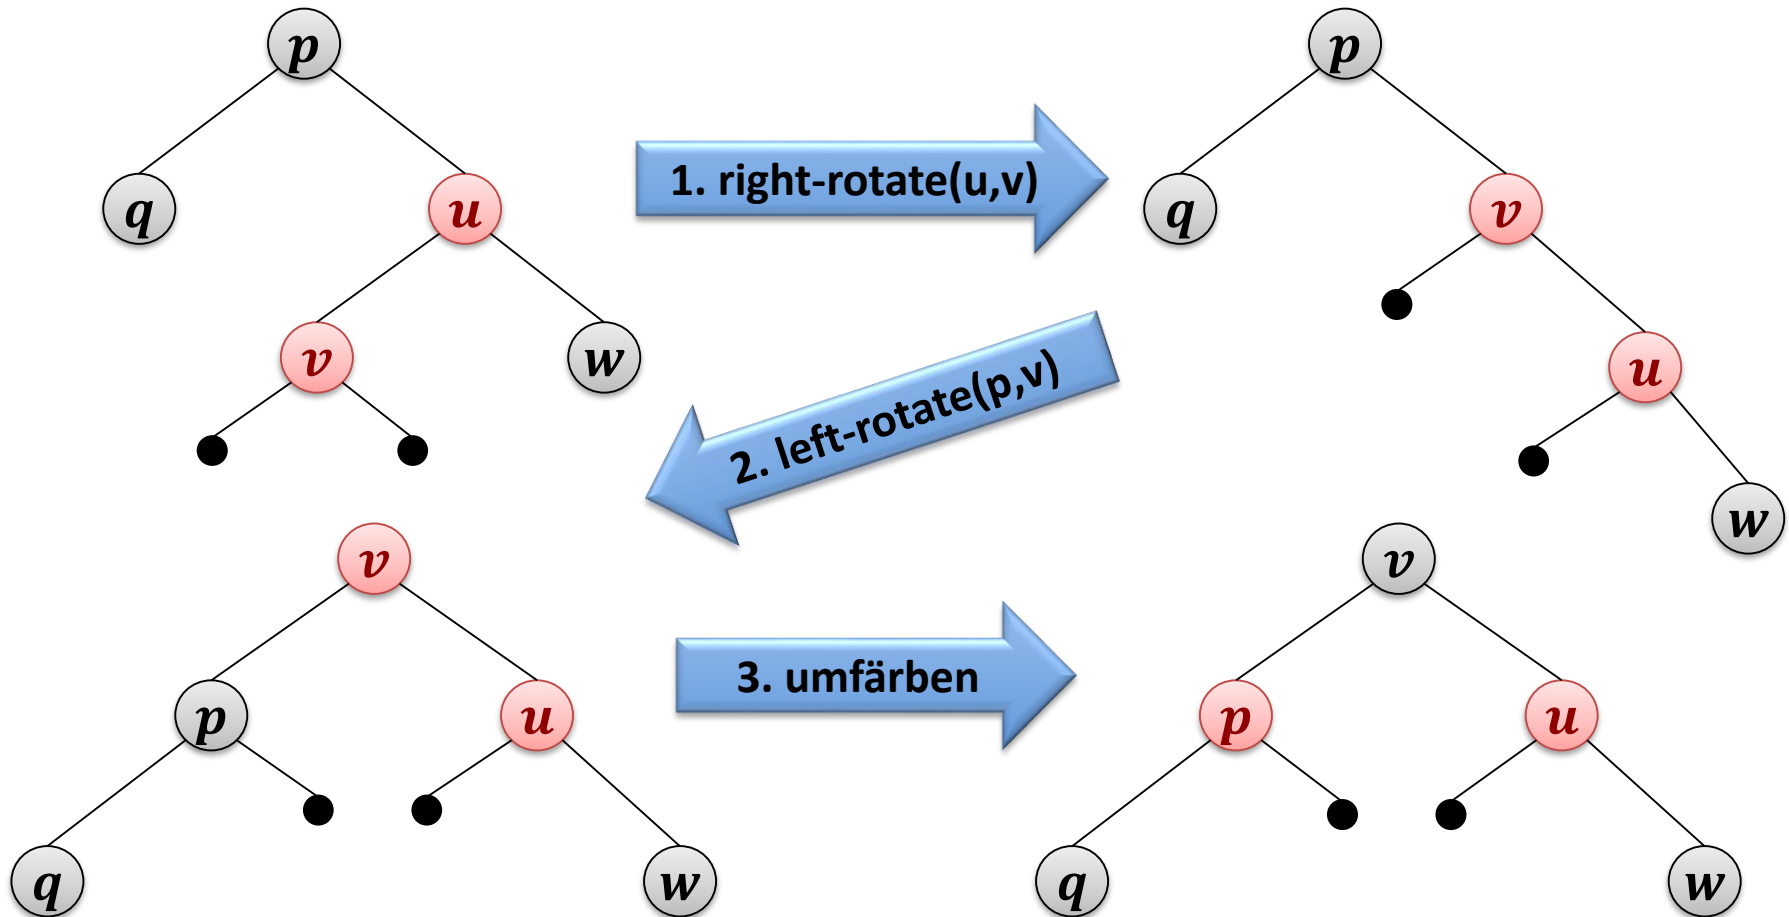 p
q
u
v
w
1. right-rotate(u,v)
p
q
v
u
w
2. left-rotate(p,v)
v
p
u
q
w
3. umfärben
v
p
u
q
w